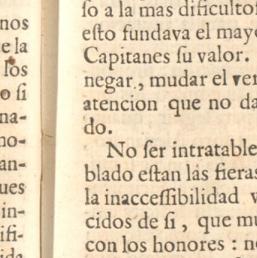 nos
e la
los
o si
na-
no-
an-
ues
in-
ifi-
ſo a la mas dificultoſ
eſto fundava el mayo
Capitanes ſu valor.
negar, mudar el ver
atencion que no da
do.
No ſer intratable
blado eſtan las fieras
la inacceſsibilidad v
cidos de ſi, que mu
con los honores : no